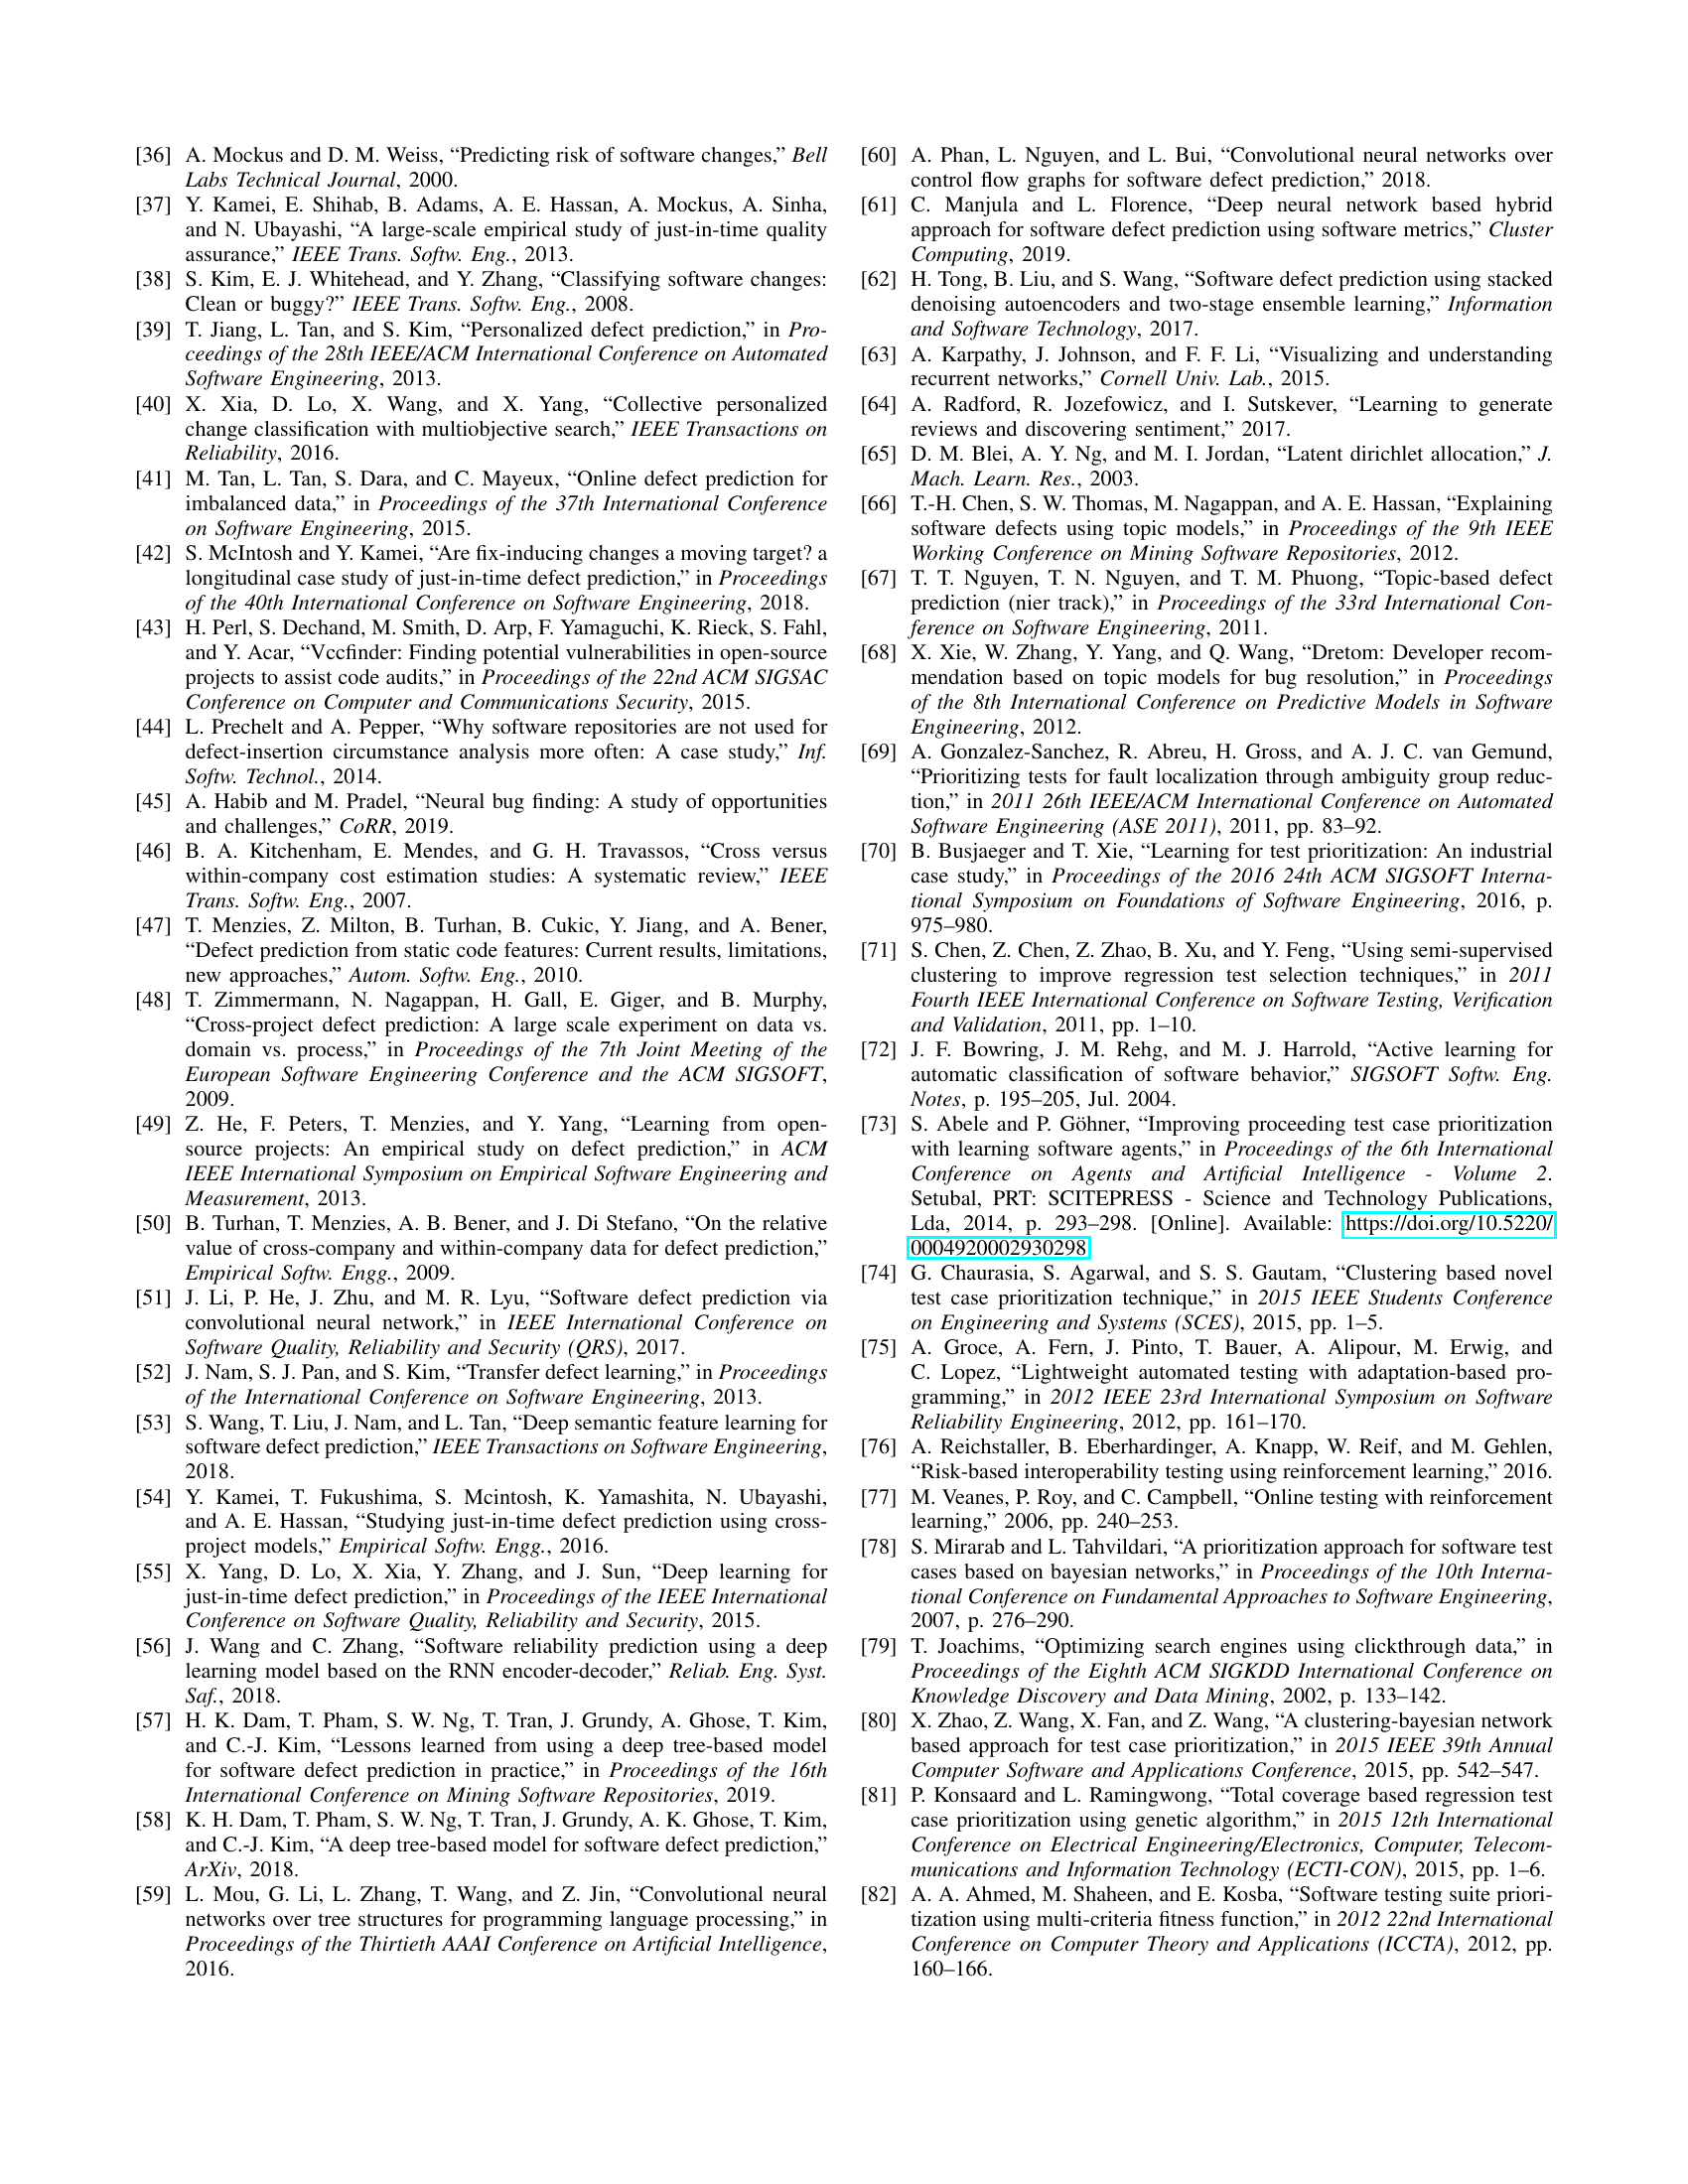 [36] A. Mockus and D. M. Weiss, “Predicting risk of software changes,” Bell
Labs Technical Journal, 2000.
[37] Y. Kamei, E. Shihab, B. Adams, A. E. Hassan, A. Mockus, A. Sinha,
and N. Ubayashi, “A large-scale empirical study of just-in-time quality
assurance,” IEEE Trans. Softw. Eng., 2013.
[38] S. Kim, E. J. Whitehead, and Y. Zhang, “Classifying software changes:
Clean or buggy?” IEEE Trans. Softw. Eng., 2008.
[39] T. Jiang, L. Tan, and S. Kim, “Personalized defect prediction,” in Pro-
ceedings of the 28th IEEE/ACM International Conference on Automated
Software Engineering, 2013.
[40] X. Xia, D. Lo, X. Wang, and X. Yang, “Collective personalized
change classification with multiobjective search,” IEEE Transactions on
Reliability, 2016.
[41] M. Tan, L. Tan, S. Dara, and C. Mayeux, “Online defect prediction for
imbalanced data,” in Proceedings of the 37th International Conference
on Software Engineering, 2015.
[42] S. McIntosh and Y. Kamei, “Are fix-inducing changes a moving target? a
longitudinal case study of just-in-time defect prediction,” in Proceedings
of the 40th International Conference on Software Engineering, 2018.
[43] H. Perl, S. Dechand, M. Smith, D. Arp, F. Yamaguchi, K. Rieck, S. Fahl,
and Y. Acar, “Vccfinder: Finding potential vulnerabilities in open-source
projects to assist code audits,” in Proceedings of the 22nd ACM SIGSAC
Conference on Computer and Communications Security, 2015.
[44] L. Prechelt and A. Pepper, “Why software repositories are not used for
defect-insertion circumstance analysis more often: A case study,” Inf.
Softw. Technol., 2014.
[45] A. Habib and M. Pradel, “Neural bug finding: A study of opportunities
and challenges,” CoRR, 2019.
[46] B. A. Kitchenham, E. Mendes, and G. H. Travassos, “Cross versus
within-company cost estimation studies: A systematic review,” IEEE
Trans. Softw. Eng., 2007.
[47] T. Menzies, Z. Milton, B. Turhan, B. Cukic, Y. Jiang, and A. Bener,
“Defect prediction from static code features: Current results, limitations,
new approaches,” Autom. Softw. Eng., 2010.
[48] T. Zimmermann, N. Nagappan, H. Gall, E. Giger, and B. Murphy,
“Cross-project defect prediction: A large scale experiment on data vs.
domain vs. process,” in Proceedings of the 7th Joint Meeting of the
European Software Engineering Conference and the ACM SIGSOFT,
2009.
[49] Z. He, F. Peters, T. Menzies, and Y. Yang, “Learning from open-
source projects: An empirical study on defect prediction,” in ACM
IEEE International Symposium on Empirical Software Engineering and
Measurement, 2013.
[50] B. Turhan, T. Menzies, A. B. Bener, and J. Di Stefano, “On the relative
value of cross-company and within-company data for defect prediction,”
Empirical Softw. Engg., 2009.
[51] J. Li, P. He, J. Zhu, and M. R. Lyu, “Software defect prediction via
convolutional neural network,” in IEEE International Conference on
Software Quality, Reliability and Security (QRS), 2017.
[52] J. Nam, S. J. Pan, and S. Kim, “Transfer defect learning,” in Proceedings
of the International Conference on Software Engineering, 2013.
[53] S. Wang, T. Liu, J. Nam, and L. Tan, “Deep semantic feature learning for
software defect prediction,” IEEE Transactions on Software Engineering,
2018.
[54] Y. Kamei, T. Fukushima, S. Mcintosh, K. Yamashita, N. Ubayashi,
and A. E. Hassan, “Studying just-in-time defect prediction using cross-
project models,” Empirical Softw. Engg., 2016.
[55] X. Yang, D. Lo, X. Xia, Y. Zhang, and J. Sun, “Deep learning for
just-in-time defect prediction,” in Proceedings of the IEEE International
Conference on Software Quality, Reliability and Security, 2015.
[56] J. Wang and C. Zhang, “Software reliability prediction using a deep
learning model based on the RNN encoder-decoder,” Reliab. Eng. Syst.
Saf., 2018.
[57] H. K. Dam, T. Pham, S. W. Ng, T. Tran, J. Grundy, A. Ghose, T. Kim,
and C.-J. Kim, “Lessons learned from using a deep tree-based model
for software defect prediction in practice,” in Proceedings of the 16th
International Conference on Mining Software Repositories, 2019.
[58] K. H. Dam, T. Pham, S. W. Ng, T. Tran, J. Grundy, A. K. Ghose, T. Kim,
and C.-J. Kim, “A deep tree-based model for software defect prediction,”
ArXiv, 2018.
[59] L. Mou, G. Li, L. Zhang, T. Wang, and Z. Jin, “Convolutional neural
networks over tree structures for programming language processing,” in
Proceedings of the Thirtieth AAAI Conference on Artificial Intelligence,
2016.
[60] A. Phan, L. Nguyen, and L. Bui, “Convolutional neural networks over
control flow graphs for software defect prediction,” 2018.
[61] C. Manjula and L. Florence, “Deep neural network based hybrid
approach for software defect prediction using software metrics,” Cluster
Computing, 2019.
[62] H. Tong, B. Liu, and S. Wang, “Software defect prediction using stacked
denoising autoencoders and two-stage ensemble learning,” Information
and Software Technology, 2017.
[63] A. Karpathy, J. Johnson, and F. F. Li, “Visualizing and understanding
recurrent networks,” Cornell Univ. Lab., 2015.
[64] A. Radford, R. Jozefowicz, and I. Sutskever, “Learning to generate
reviews and discovering sentiment,” 2017.
[65] D. M. Blei, A. Y. Ng, and M. I. Jordan, “Latent dirichlet allocation,” J.
Mach. Learn. Res., 2003.
[66] T.-H. Chen, S. W. Thomas, M. Nagappan, and A. E. Hassan, “Explaining
software defects using topic models,” in Proceedings of the 9th IEEE
Working Conference on Mining Software Repositories, 2012.
[67] T. T. Nguyen, T. N. Nguyen, and T. M. Phuong, “Topic-based defect
prediction (nier track),” in Proceedings of the 33rd International Con-
ference on Software Engineering, 2011.
[68] X. Xie, W. Zhang, Y. Yang, and Q. Wang, “Dretom: Developer recom-
mendation based on topic models for bug resolution,” in Proceedings
of the 8th International Conference on Predictive Models in Software
Engineering, 2012.
[69] A. Gonzalez-Sanchez, R. Abreu, H. Gross, and A. J. C. van Gemund,
“Prioritizing tests for fault localization through ambiguity group reduc-
tion,” in 2011 26th IEEE/ACM International Conference on Automated
Software Engineering (ASE 2011), 2011, pp. 83–92.
[70] B. Busjaeger and T. Xie, “Learning for test prioritization: An industrial
case study,” in Proceedings of the 2016 24th ACM SIGSOFT Interna-
tional Symposium on Foundations of Software Engineering, 2016, p.
975–980.
[71] S. Chen, Z. Chen, Z. Zhao, B. Xu, and Y. Feng, “Using semi-supervised
clustering to improve regression test selection techniques,” in 2011
Fourth IEEE International Conference on Software Testing, Verification
and Validation, 2011, pp. 1–10.
[72] J. F. Bowring, J. M. Rehg, and M. J. Harrold, “Active learning for
automatic classification of software behavior,” SIGSOFT Softw. Eng.
Notes, p. 195–205, Jul. 2004.
[73] S. Abele and P. Göhner, “Improving proceeding test case prioritization
with learning software agents,” in Proceedings of the 6th International
Conference on Agents and Artificial Intelligence - Volume 2.
Setubal, PRT: SCITEPRESS - Science and Technology Publications,
Lda, 2014, p. 293–298. [Online]. Available: https://doi.org/10.5220/
0004920002930298
[74] G. Chaurasia, S. Agarwal, and S. S. Gautam, “Clustering based novel
test case prioritization technique,” in 2015 IEEE Students Conference
on Engineering and Systems (SCES), 2015, pp. 1–5.
[75] A. Groce, A. Fern, J. Pinto, T. Bauer, A. Alipour, M. Erwig, and
C. Lopez, “Lightweight automated testing with adaptation-based pro-
gramming,” in 2012 IEEE 23rd International Symposium on Software
Reliability Engineering, 2012, pp. 161–170.
[76] A. Reichstaller, B. Eberhardinger, A. Knapp, W. Reif, and M. Gehlen,
“Risk-based interoperability testing using reinforcement learning,” 2016.
[77] M. Veanes, P. Roy, and C. Campbell, “Online testing with reinforcement
learning,” 2006, pp. 240–253.
[78] S. Mirarab and L. Tahvildari, “A prioritization approach for software test
cases based on bayesian networks,” in Proceedings of the 10th Interna-
tional Conference on Fundamental Approaches to Software Engineering,
2007, p. 276–290.
[79] T. Joachims, “Optimizing search engines using clickthrough data,” in
Proceedings of the Eighth ACM SIGKDD International Conference on
Knowledge Discovery and Data Mining, 2002, p. 133–142.
[80] X. Zhao, Z. Wang, X. Fan, and Z. Wang, “A clustering-bayesian network
based approach for test case prioritization,” in 2015 IEEE 39th Annual
Computer Software and Applications Conference, 2015, pp. 542–547.
[81] P. Konsaard and L. Ramingwong, “Total coverage based regression test
case prioritization using genetic algorithm,” in 2015 12th International
Conference on Electrical Engineering/Electronics, Computer, Telecom-
munications and Information Technology (ECTI-CON), 2015, pp. 1–6.
[82] A. A. Ahmed, M. Shaheen, and E. Kosba, “Software testing suite priori-
tization using multi-criteria fitness function,” in 2012 22nd International
Conference on Computer Theory and Applications (ICCTA), 2012, pp.
160–166.